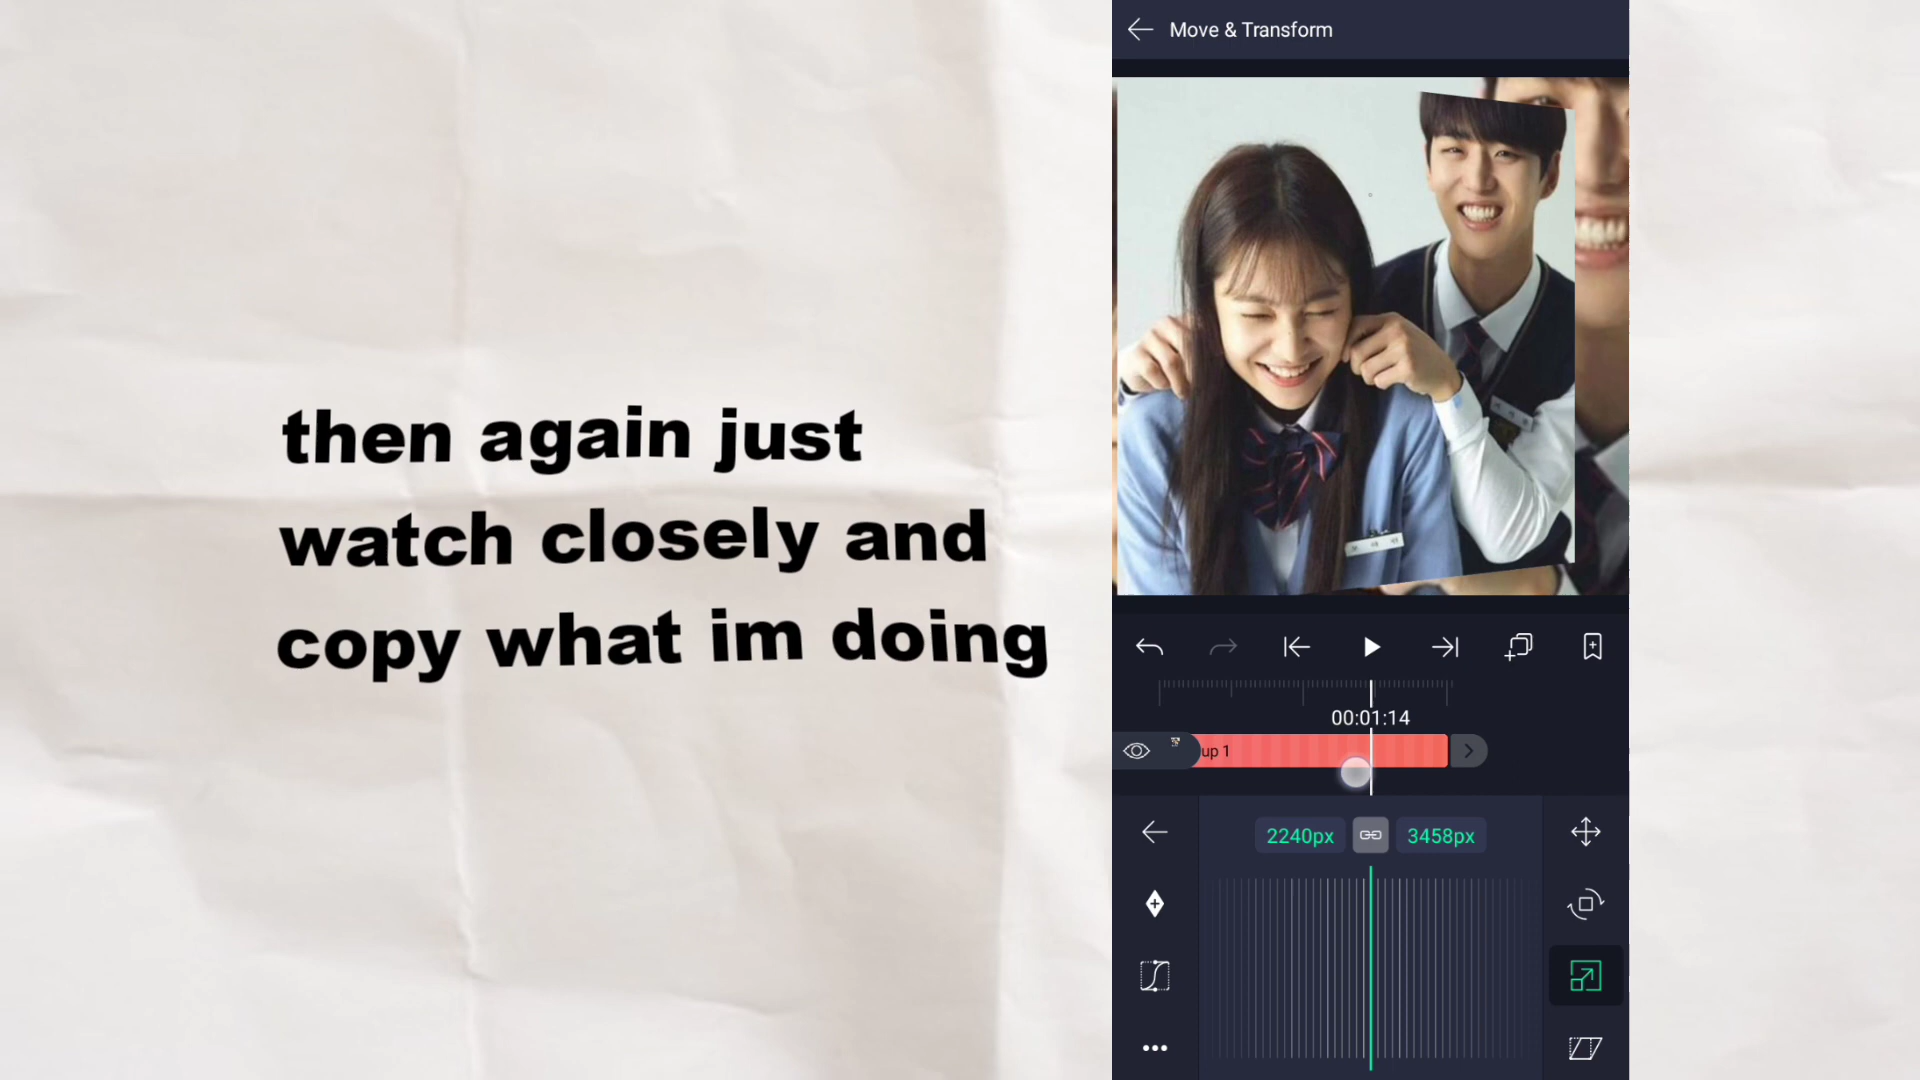 then again just
watch closely and
copy what im doing
Move & Transform
00:01:14
up 1
2240px
3458px